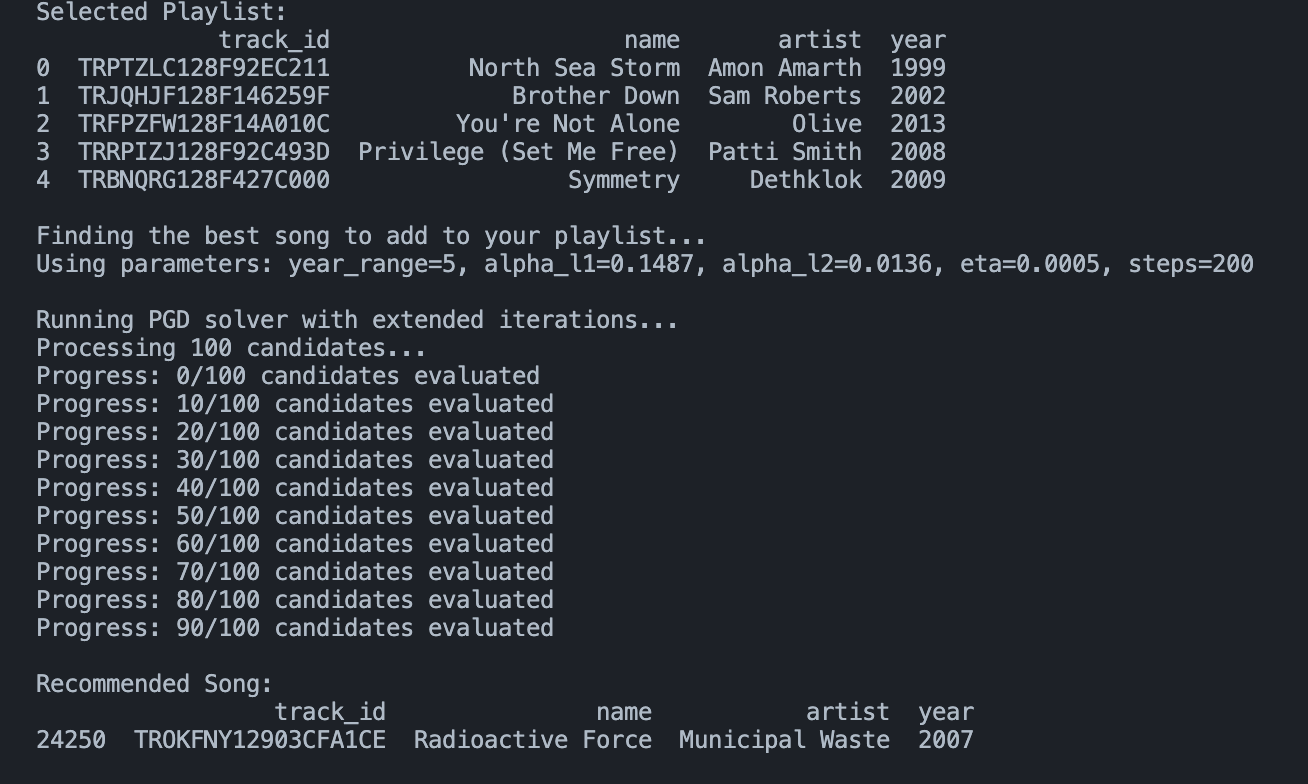 Selected Playlist:
track_id name artist year
0 TRPTZLC128F92EC211 North Sea Storm Amon Amarth 1999
1 TRJQHJF128F146259F Brother Down Sam Roberts 2002
2 TRFPZFW128F14A010C You're Not Alone Olive 2013
3 TRRPIZJ128F92C493D Privilege (Set Me Free) Patti Smith 2008
4 TRBNQRG128F427C000 Symmetry Dethklok 2009
Finding the best song to add to your playlist...
Using parameters: year_range=5, alpha_l1=0.1487, alpha_l2=0.0136, eta=0.0005, steps=200
Running PGD solver with extended iterations...
Processing 100 candidates...
Progress: 0/100 candidates evaluated
Progress: 10/100 candidates evaluated
Progress: 20/100 candidates evaluated
Progress: 30/100 candidates evaluated
Progress: 40/100 candidates evaluated
Progress: 50/100 candidates evaluated
Progress: 60/100 candidates evaluated
Progress: 70/100 candidates evaluated
Progress: 80/100 candidates evaluated
Progress: 90/100 candidates evaluated
Recommended Song:
track_id name artist year
24250 TROKFNY12903CFA1CE Radioactive Force Municipal Waste 2007